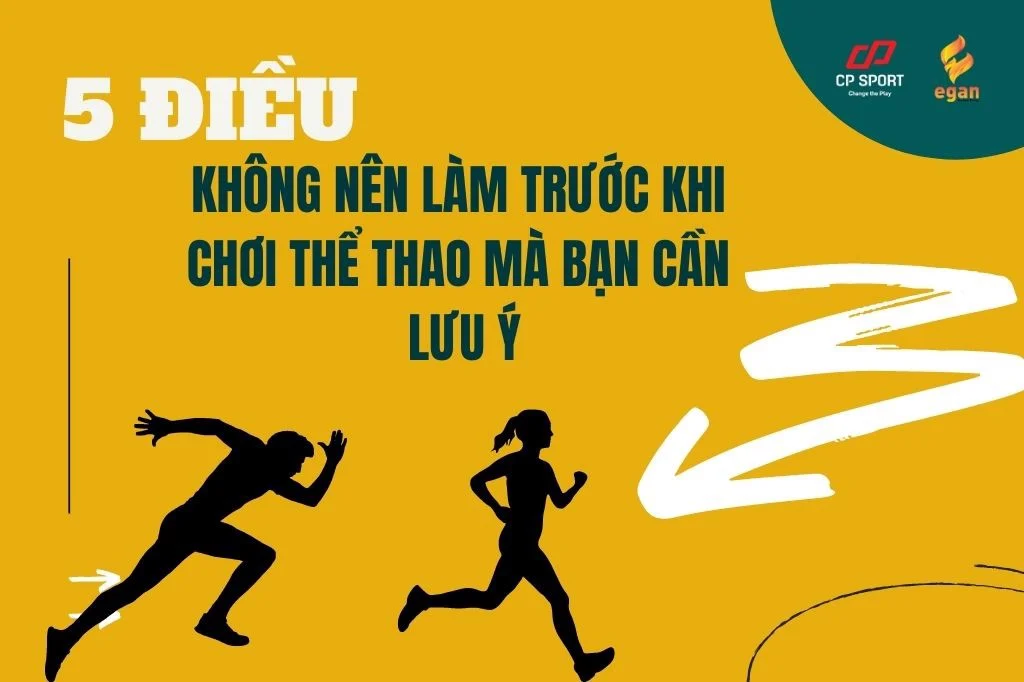 5 ĐIỀU
KHÔNG NÊN LÀM TRƯỚC KHI
CHƠI THỂ THAO MÀ BẠN CẦN
LƯU Ý
CP SPORT
Change the Play
egan